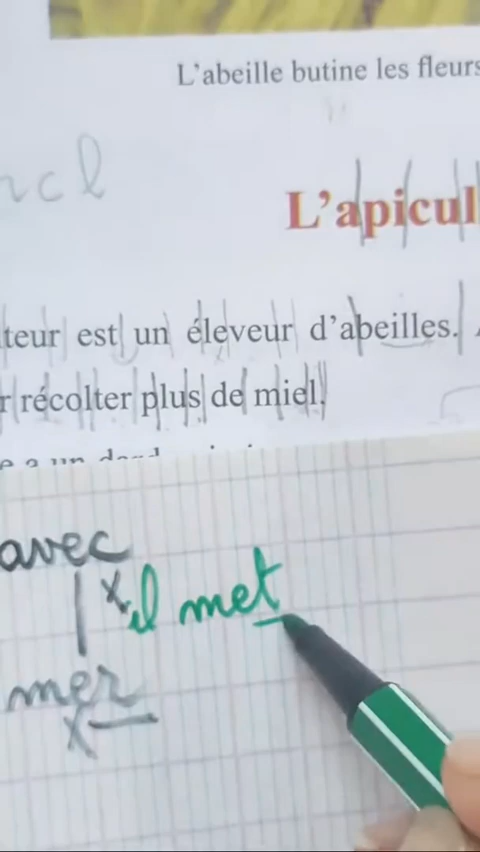 L'abeille butine les fleurs
L'apicul
teur est un éleveur d'abeilles.
r récolter plus de miel.
avec
il met
mer